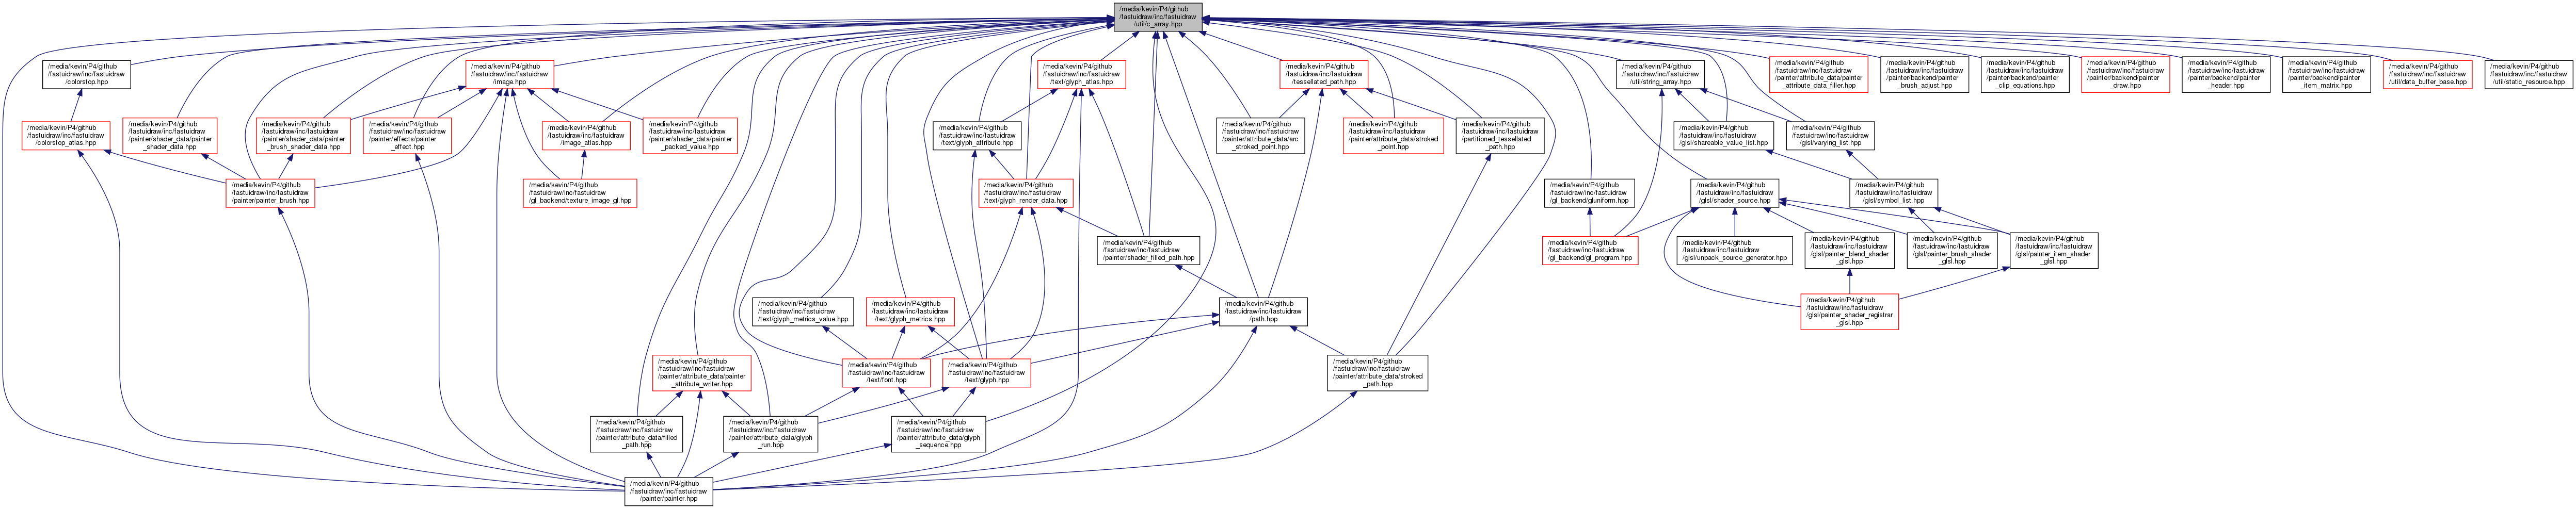 /media/kevin/P4/github
/fastuidraw/inc/fastuidraw
/util/c_array.hpp
/media/kevin/P4/github
/fastuidraw/inc/fastuidraw
/colorstop.hpp
/media/kevin/P4/github
/fastuidraw/inc/fastuidraw
/image.hpp
/media/kevin/P4/github
/fastuidraw/inc/fastuidraw
/text/glyph_atlas.hpp
/media/kevin/P4/github
/fastuidraw/inc/fastuidraw
/tessellated_path.hpp
/media/kevin/P4/github
/fastuidraw/inc/fastuidraw
/util/string_array.hpp
/media/kevin/P4/github
/fastuidraw/inc/fastuidraw
/painter/attribute_data/painter
_attribute_data_filler.hpp
/media/kevin/P4/github
/fastuidraw/inc/fastuidraw
/painter/backend/painter
_brush_adjust.hpp
/media/kevin/P4/github
/fastuidraw/inc/fastuidraw
/painter/backend/painter
_clip_equations.hpp
/media/kevin/P4/github
/fastuidraw/inc/fastuidraw
/painter/backend/painter
_draw.hpp
/media/kevin/P4/github
/fastuidraw/inc/fastuidraw
/painter/backend/painter
_header.hpp
/media/kevin/P4/github
/fastuidraw/inc/fastuidraw
/painter/backend/painter
_item_matrix.hpp
/media/kevin/P4/github
/fastuidraw/inc/fastuidraw
/util/data_buffer_base.hpp
/media/kevin/P4/github
/fastuidraw/inc/fastuidraw
/util/static_resource.hpp
/media/kevin/P4/github
/fastuidraw/inc/fastuidraw
/colorstop_atlas.hpp
/media/kevin/P4/github
/fastuidraw/inc/fastuidraw
/painter/shader_data/painter
_shader_data.hpp
/media/kevin/P4/github
/fastuidraw/inc/fastuidraw
/painter/shader_data/painter
_brush_shader_data.hpp
/media/kevin/P4/github
/fastuidraw/inc/fastuidraw
/painter/effects/painter
_effect.hpp
/media/kevin/P4/github
/fastuidraw/inc/fastuidraw
/image_atlas.hpp
/media/kevin/P4/github
/fastuidraw/inc/fastuidraw
/painter/shader_data/painter
_packed_value.hpp
/media/kevin/P4/github
/fastuidraw/inc/fastuidraw
/text/glyph_attribute.hpp
/media/kevin/P4/github
/fastuidraw/inc/fastuidraw
/painter/attribute_data/arc
_stroked_point.hpp
/media/kevin/P4/github
/fastuidraw/inc/fastuidraw
/painter/attribute_data/stroked
_point.hpp
/media/kevin/P4/github
/fastuidraw/inc/fastuidraw
/partitioned_tessellated
_path.hpp
/media/kevin/P4/github
/fastuidraw/inc/fastuidraw
/glsl/shareable_value_list.hpp
/media/kevin/P4/github
/fastuidraw/inc/fastuidraw
/glsl/varying_list.hpp
/media/kevin/P4/github
/fastuidraw/inc/fastuidraw
/painter/painter_brush.hpp
/media/kevin/P4/github
/fastuidraw/inc/fastuidraw
/gl_backend/texture_image_gl.hpp
/media/kevin/P4/github
/fastuidraw/inc/fastuidraw
/text/glyph_render_data.hpp
/media/kevin/P4/github
/fastuidraw/inc/fastuidraw
/gl_backend/gluniform.hpp
/media/kevin/P4/github
/fastuidraw/inc/fastuidraw
/glsl/shader_source.hpp
/media/kevin/P4/github
/fastuidraw/inc/fastuidraw
/glsl/symbol_list.hpp
/media/kevin/P4/github
/fastuidraw/inc/fastuidraw
/painter/shader_filled_path.hpp
/media/kevin/P4/github
/fastuidraw/inc/fastuidraw
/gl_backend/gl_program.hpp
/media/kevin/P4/github
/fastuidraw/inc/fastuidraw
/glsl/unpack_source_generator.hpp
/media/kevin/P4/github
/fastuidraw/inc/fastuidraw
/glsl/painter_blend_shader
_glsl.hpp
/media/kevin/P4/github
/fastuidraw/inc/fastuidraw
/glsl/painter_brush_shader
_glsl.hpp
/media/kevin/P4/github
/fastuidraw/inc/fastuidraw
/glsl/painter_item_shader
_glsl.hpp
/media/kevin/P4/github
/fastuidraw/inc/fastuidraw
/text/glyph_metrics_value.hpp
/media/kevin/P4/github
/fastuidraw/inc/fastuidraw
/text/glyph_metrics.hpp
/media/kevin/P4/github
/fastuidraw/inc/fastuidraw
/path.hpp
/media/kevin/P4/github
/fastuidraw/inc/fastuidraw
/glsl/painter_shader_registrar
_glsl.hpp
/media/kevin/P4/github
/fastuidraw/inc/fastuidraw
/painter/attribute_data/painter
_attribute_writer.hpp
/media/kevin/P4/github
/fastuidraw/inc/fastuidraw
/text/font.hpp
/media/kevin/P4/github
/fastuidraw/inc/fastuidraw
/text/glyph.hpp
/media/kevin/P4/github
/fastuidraw/inc/fastuidraw
/painter/attribute_data/stroked
_path.hpp
/media/kevin/P4/github
/fastuidraw/inc/fastuidraw
/painter/attribute_data/filled
_path.hpp
/media/kevin/P4/github
/fastuidraw/inc/fastuidraw
/painter/attribute_data/glyph
_run.hpp
/media/kevin/P4/github
/fastuidraw/inc/fastuidraw
/painter/attribute_data/glyph
_sequence.hpp
/media/kevin/P4/github
/fastuidraw/inc/fastuidraw
/painter/painter.hpp